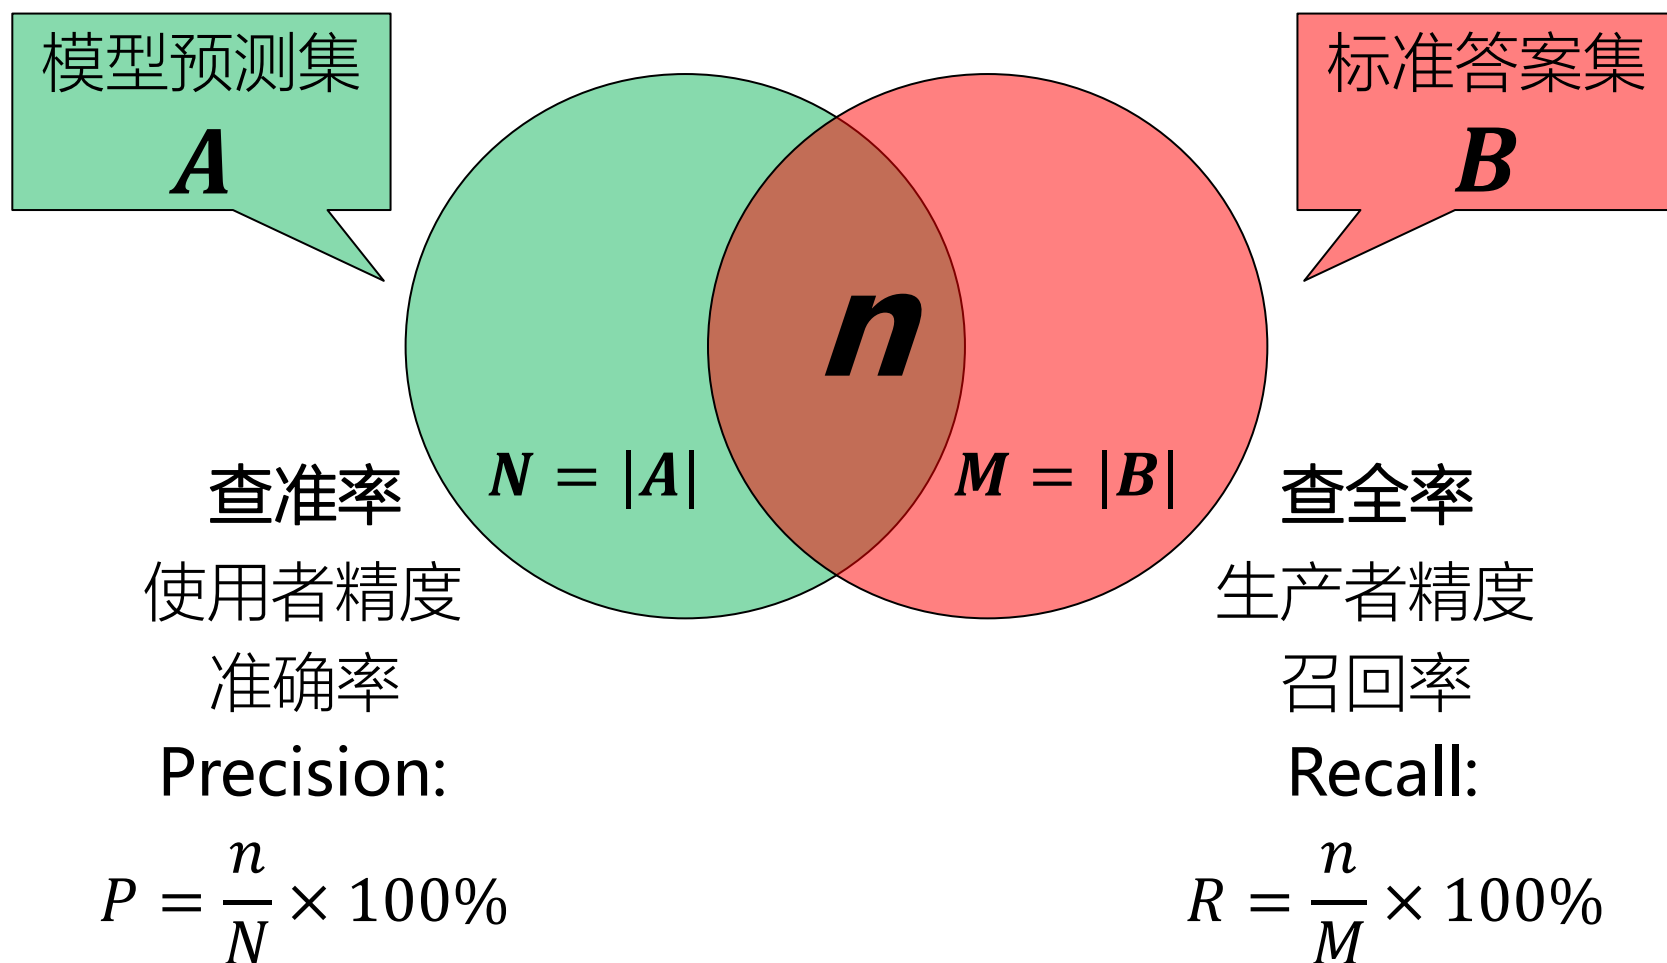 模型预测集
A
标准答案集
B
n
N = |A|
M = |B|
查准率
使用者精度
准确率
Precision:
P = n/N × 100%
查全率
生产者精度
召回率
Recall:
R = n/M × 100%